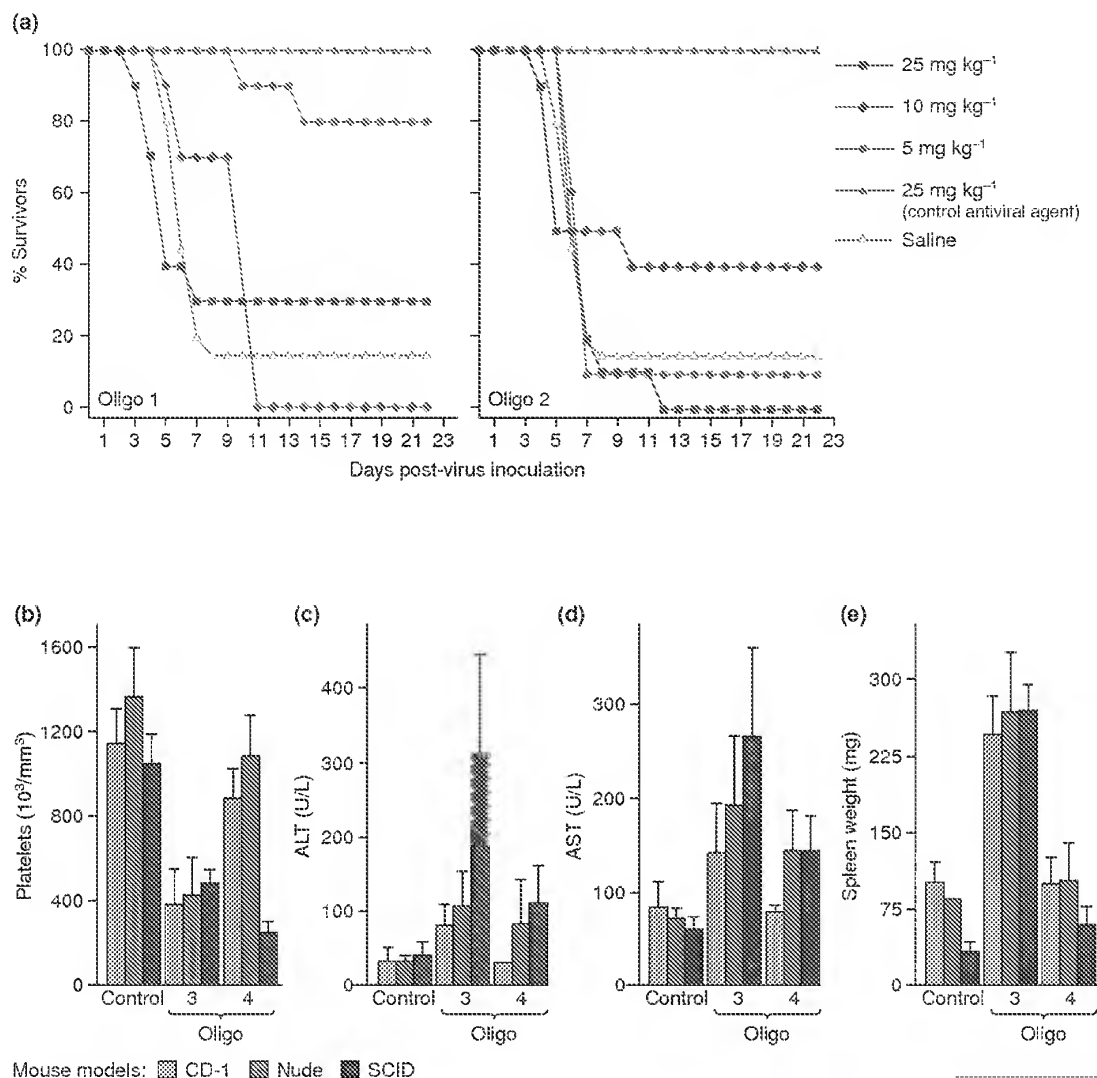 (a)
100
80
60
40
20
0
% Survivors
Oligo 1
1 3 5 7 9 11 13 15 17 19 21 23
Oligo 2
1 3 5 7 9 11 13 15 17 19 21 23
Days post-virus inoculation
25 mg kg⁻¹
10 mg kg⁻¹
5 mg kg⁻¹
25 mg kg⁻¹
(control antiviral agent)
Saline
(b)
1600
1200
800
400
0
Platelets (10³/mm³)
Control 3 4
Oligo
(c)
400
300
200
100
0
ALT (U/L)
Control 3 4
Oligo
(d)
300
200
100
0
AST (U/L)
Control 3 4
Oligo
(e)
300
225
150
75
0
Spleen weight (mg)
Control 3 4
Oligo
Mouse models: CD-1 Nude SCID